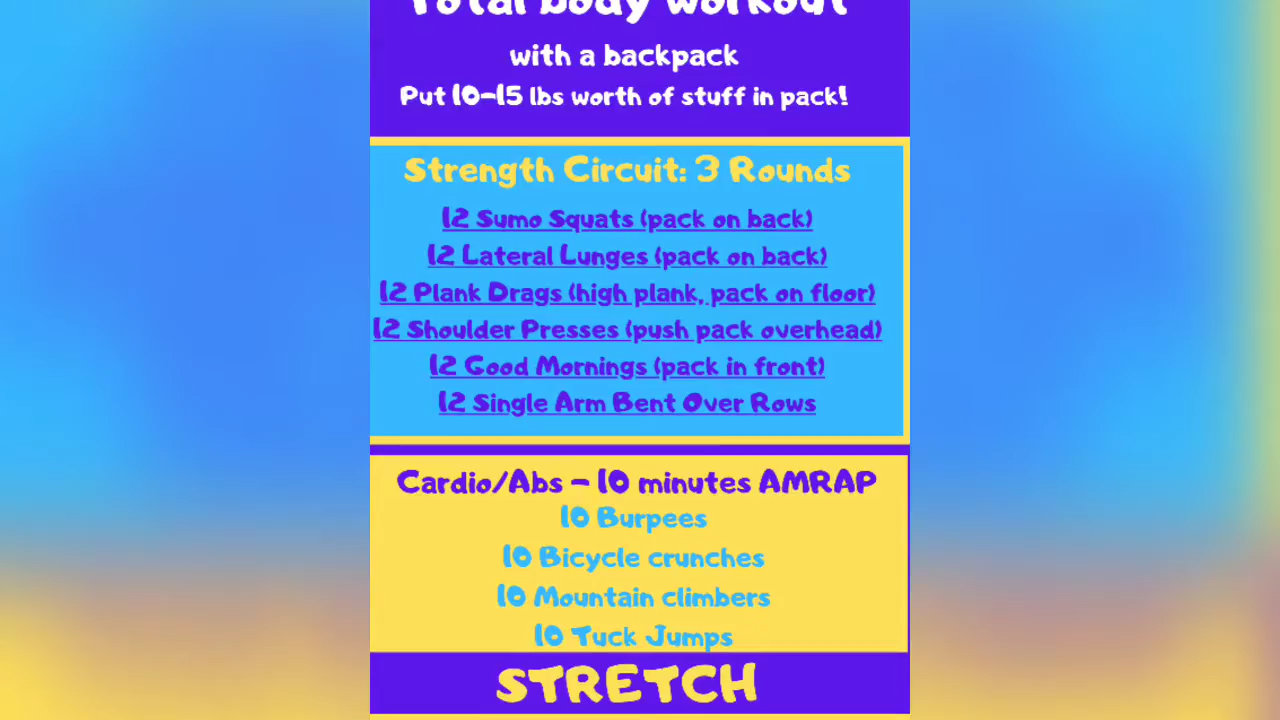 Total body workout
with a backpack
Put 10-15 lbs worth of stuff in pack!
Strength Circuit: 3 Rounds
12 Sumo Squats (pack on back)
12 Lateral Lunges (pack on back)
12 Plank Drags (high plank, pack on floor)
12 Shoulder Presses (push pack overhead)
12 Good Mornings (pack in front)
12 Single Arm Bent Over Rows
Cardio/Abs - 10 minutes AMRAP
10 Burpees
10 Bicycle crunches
10 Mountain climbers
10 Tuck Jumps
STRETCH